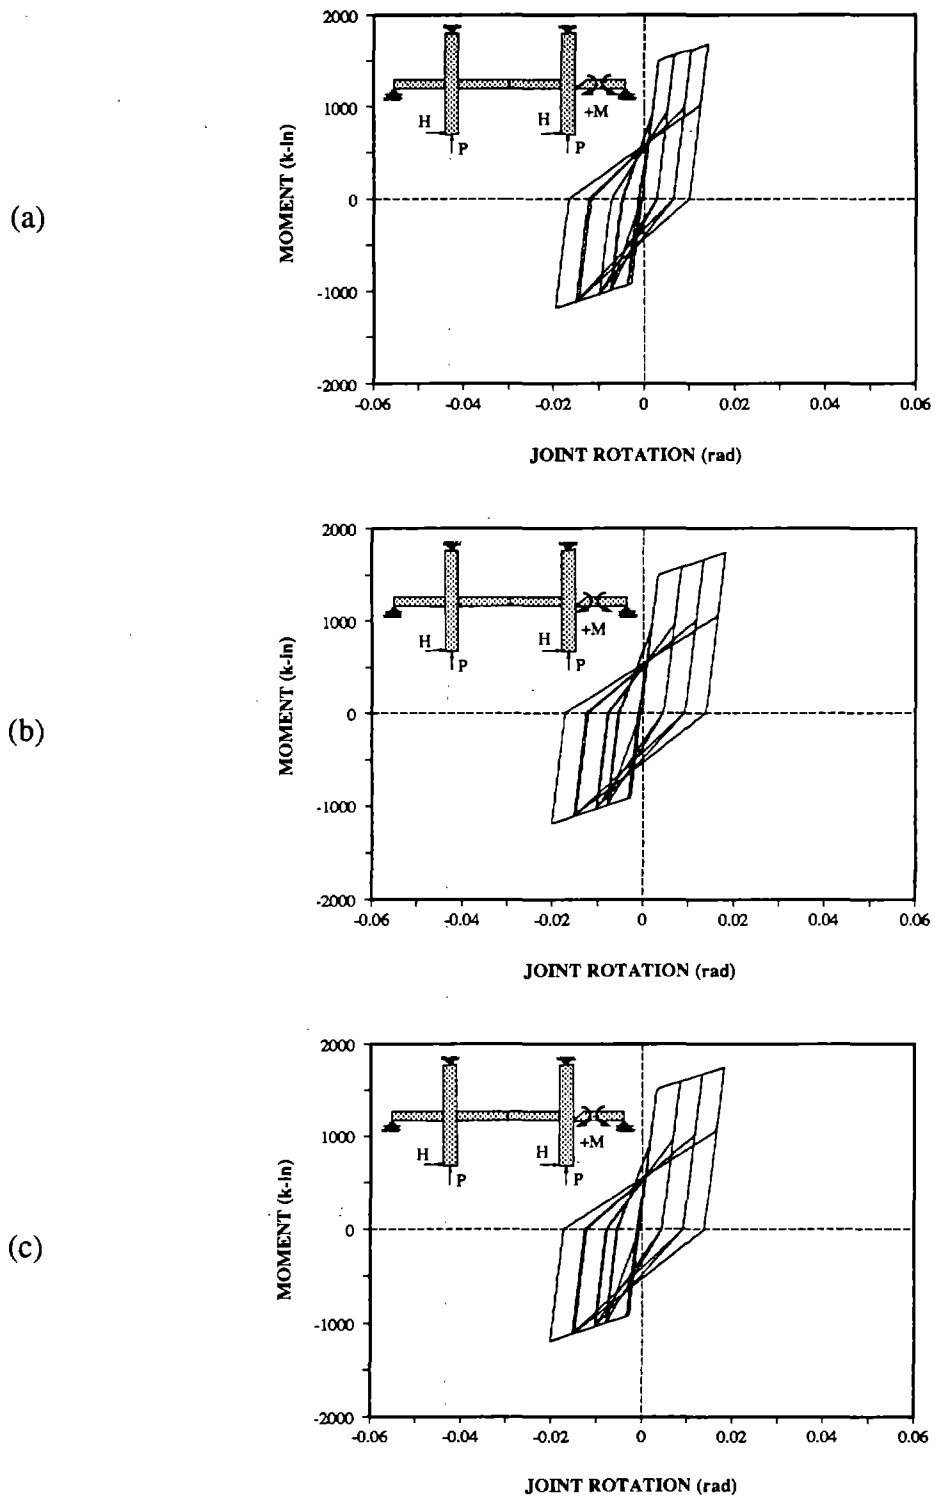 (a)
MOMENT (k-in)
2000
1000
0
-1000
-2000
H
P
H
P
+M
-0.06 -0.04 -0.02 0 0.02 0.04 0.06
JOINT ROTATION (rad)
(b)
MOMENT (k-in)
2000
1000
0
-1000
-2000
H
P
H
P
+M
-0.06 -0.04 -0.02 0 0.02 0.04 0.06
JOINT ROTATION (rad)
(c)
MOMENT (k-in)
2000
1000
0
-1000
-2000
H
P
H
P
+M
-0.06 -0.04 -0.02 0 0.02 0.04 0.06
JOINT ROTATION (rad)